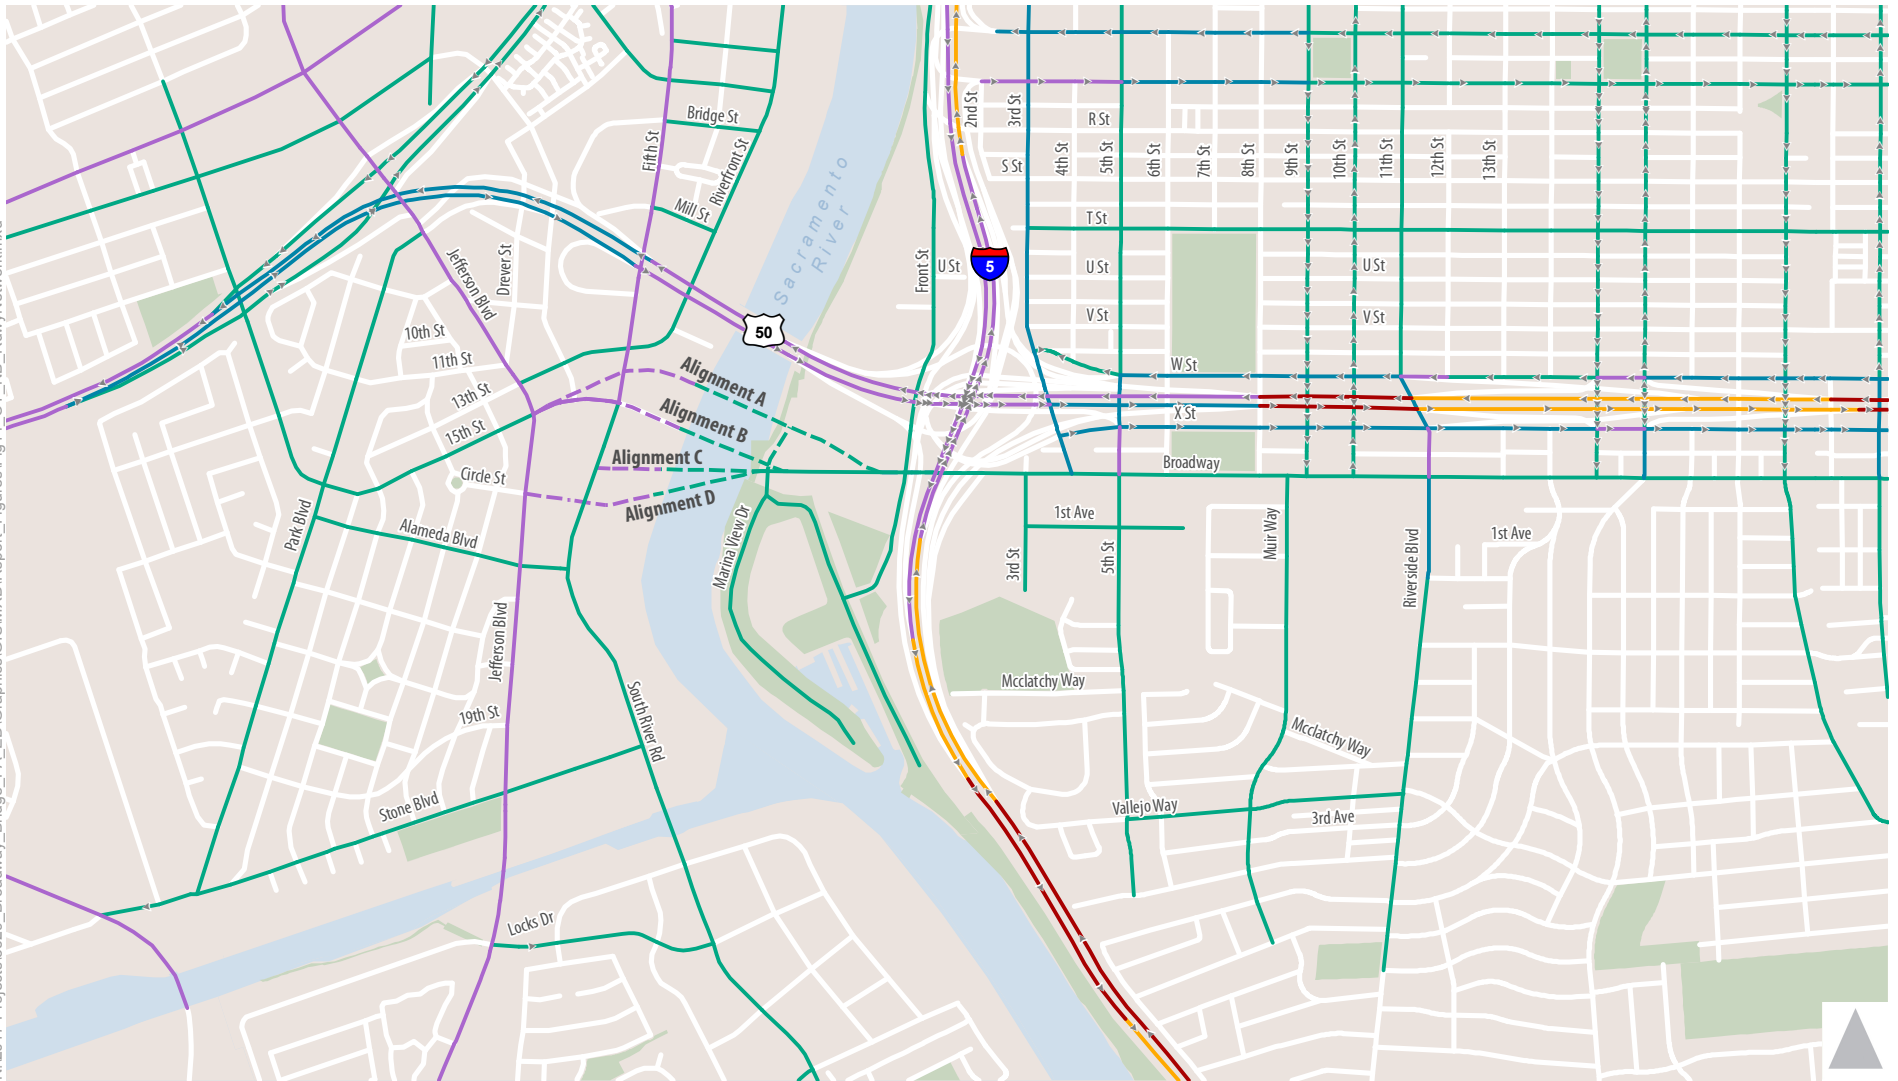 Bridge St
Fifth St
Riverfront St
Mill St
Sacramento
River
2nd St
3rd St
R St
S St
4th St
5th St
6th St
7th St
8th St
9th St
10th St
11th St
12th St
13th St
T St
Front St
U St
5
U St
U St
V St
V St
Jefferson Blvd
Drever St
50
10th St
11th St
13th St
15th St
Alignment A
Alignment B
Alignment C
Alignment D
W St
X St
Broadway
Circle St
Park Blvd
Alameda Blvd
Marina View Dr
1st Ave
3rd St
5th St
Muir Way
Riverside Blvd
1st Ave
Jefferson Blvd
19th St
South River Rd
Mcclatchy Way
Mcclatchy Way
Stone Blvd
Vallejo Way
3rd Ave
Locks Dr